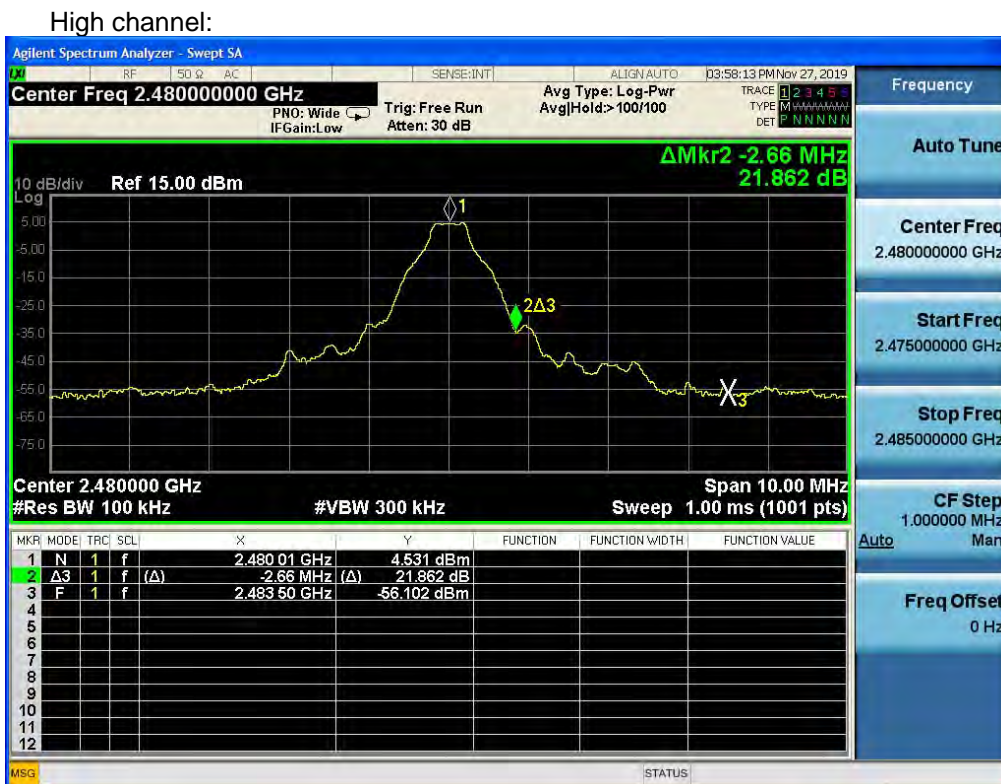 High channel:
Agilent Spectrum Analyzer - Swept SA
LXI RF 50 Ω AC SENSE:INT ALIGN AUTO 03:58:13 PM Nov 27, 2019
Center Freq 2.480000000 GHz
PNO: Wide
IFGain:Low
Trig: Free Run
Atten: 30 dB
Avg Type: Log-Pwr
Avg|Hold:>100/100
TRACE 1 2 3 4 5 6
TYPE M
DET P N N N N N
ΔMkr2 -2.66 MHz
21.862 dB
10 dB/div Ref 15.00 dBm
Log
5.00
-5.00
-15.0
-25.0
-35.0
-45.0
-55.0
-65.0
-75.0
1
2Δ3
3
Center 2.480000 GHz Span 10.00 MHz
#Res BW 100 kHz #VBW 300 kHz Sweep 1.00 ms (1001 pts)
MKR MODE TRC SCL X Y FUNCTION FUNCTION WIDTH FUNCTION VALUE
1 N 1 f 2.480 01 GHz 4.531 dBm
2 Δ3 1 f (Δ) -2.66 MHz (Δ) 21.862 dB
3 F 1 f 2.483 50 GHz -56.102 dBm
4
5
6
7
8
9
10
11
12
MSG STATUS
Frequency
Auto Tune
Center Freq
2.480000000 GHz
Start Freq
2.475000000 GHz
Stop Freq
2.485000000 GHz
CF Step
1.000000 MHz
Auto Man
Freq Offset
0 Hz